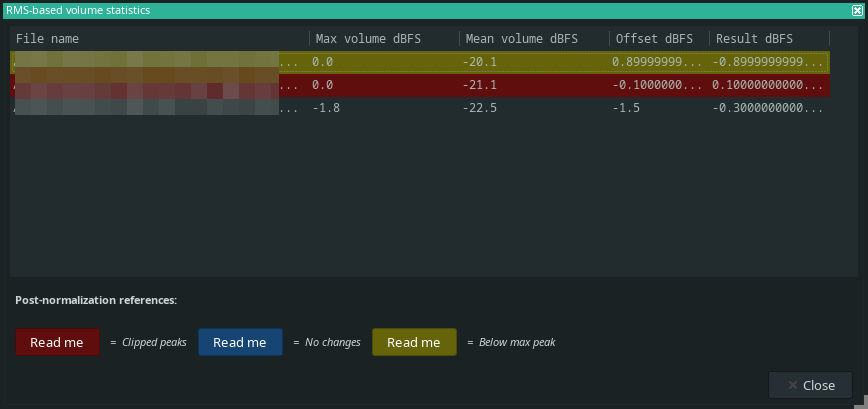 RMS-based volume statistics
File name Max volume dBFS Mean volume dBFS Offset dBFS Result dBFS
... 0.0 -20.1 0.89999999... -0.8999999999...
... 0.0 -21.1 -0.1000000... 0.10000000000...
... -1.8 -22.5 -1.5 -0.3000000000...
Post-normalization references:
Read me = Clipped peaks Read me = No changes Read me = Below max peak
Close